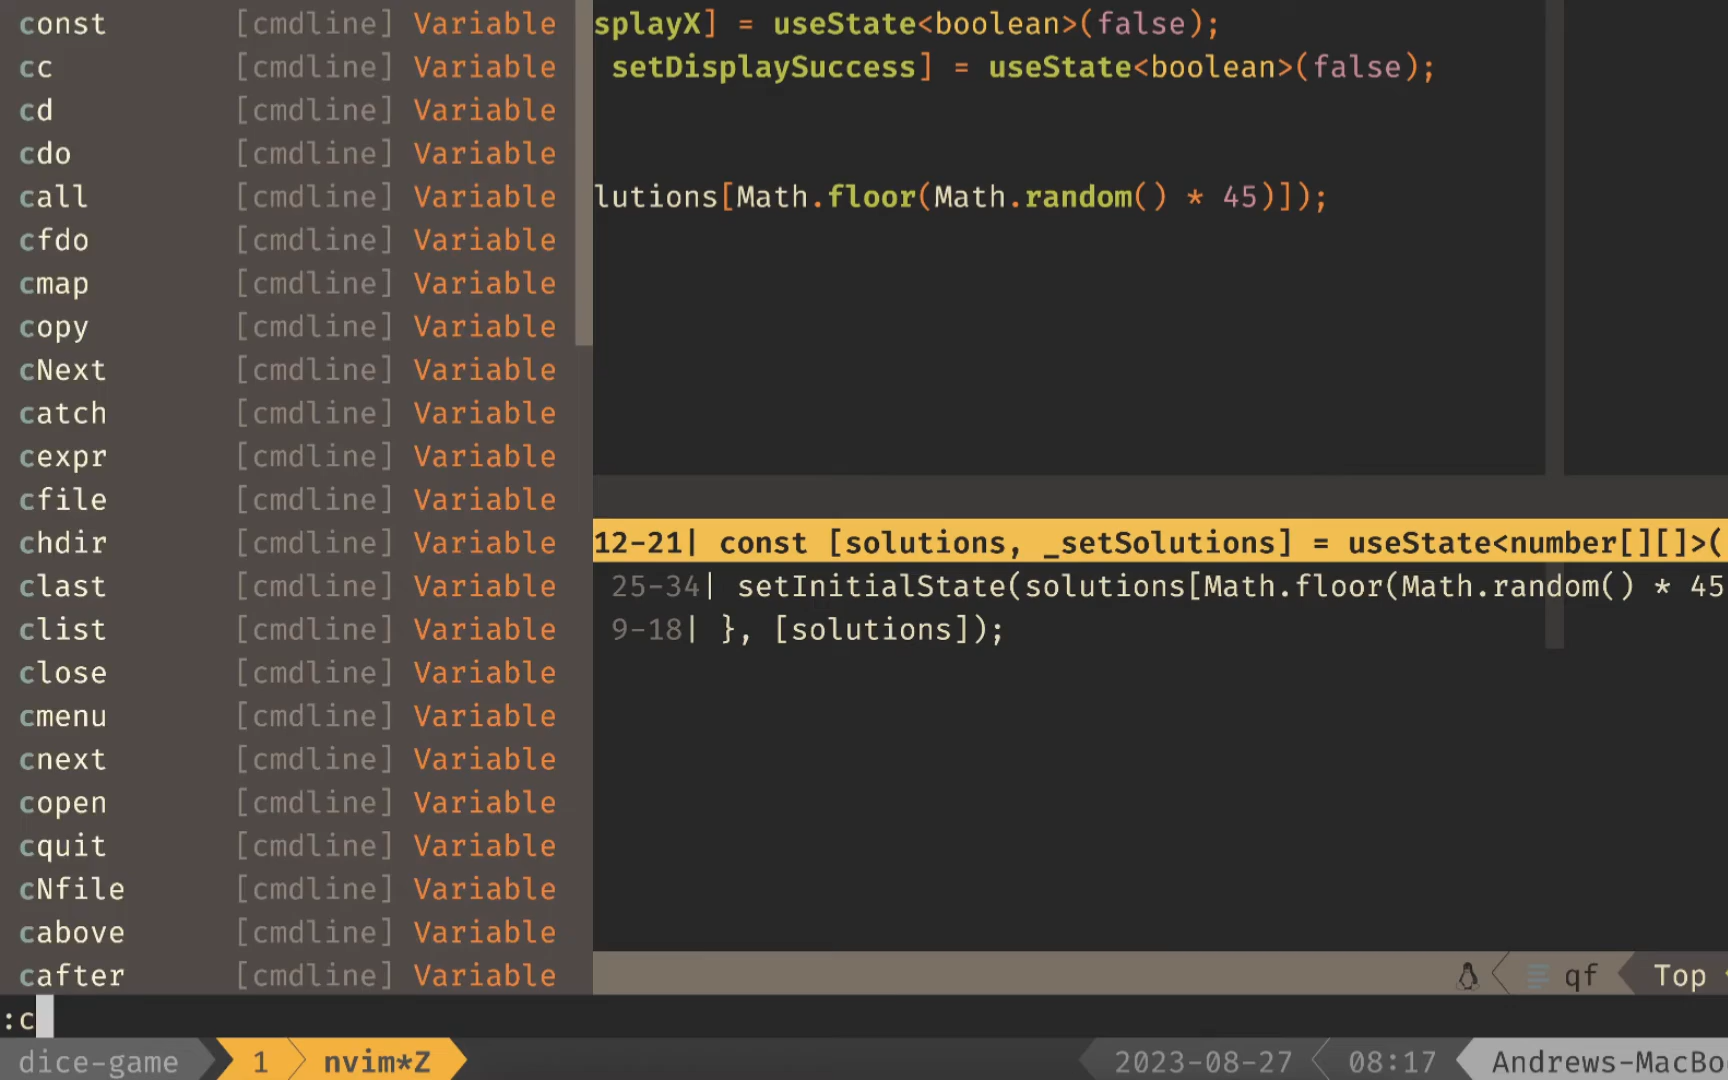 const [cmdline] Variable splayX] = useState<boolean>(false);
cc [cmdline] Variable setDisplaySuccess] = useState<boolean>(false);
cd [cmdline] Variable
cdo [cmdline] Variable
call [cmdline] Variable lutions[Math.floor(Math.random() * 45)]);
cfdo [cmdline] Variable
cmap [cmdline] Variable
copy [cmdline] Variable
cNext [cmdline] Variable
catch [cmdline] Variable
cexpr [cmdline] Variable
cfile [cmdline] Variable
chdir [cmdline] Variable 12-21| const [solutions, _setSolutions] = useState<number[][]>(
clast [cmdline] Variable 25-34| setInitialState(solutions[Math.floor(Math.random() * 45
clist [cmdline] Variable 9-18| }, [solutions]);
close [cmdline] Variable
cmenu [cmdline] Variable
cnext [cmdline] Variable
copen [cmdline] Variable
cquit [cmdline] Variable
cNfile [cmdline] Variable
cabove [cmdline] Variable
cafter [cmdline] Variable qf Top
:c
dice-game 1 nvim*Z 2023-08-27 08:17 Andrews-MacBo